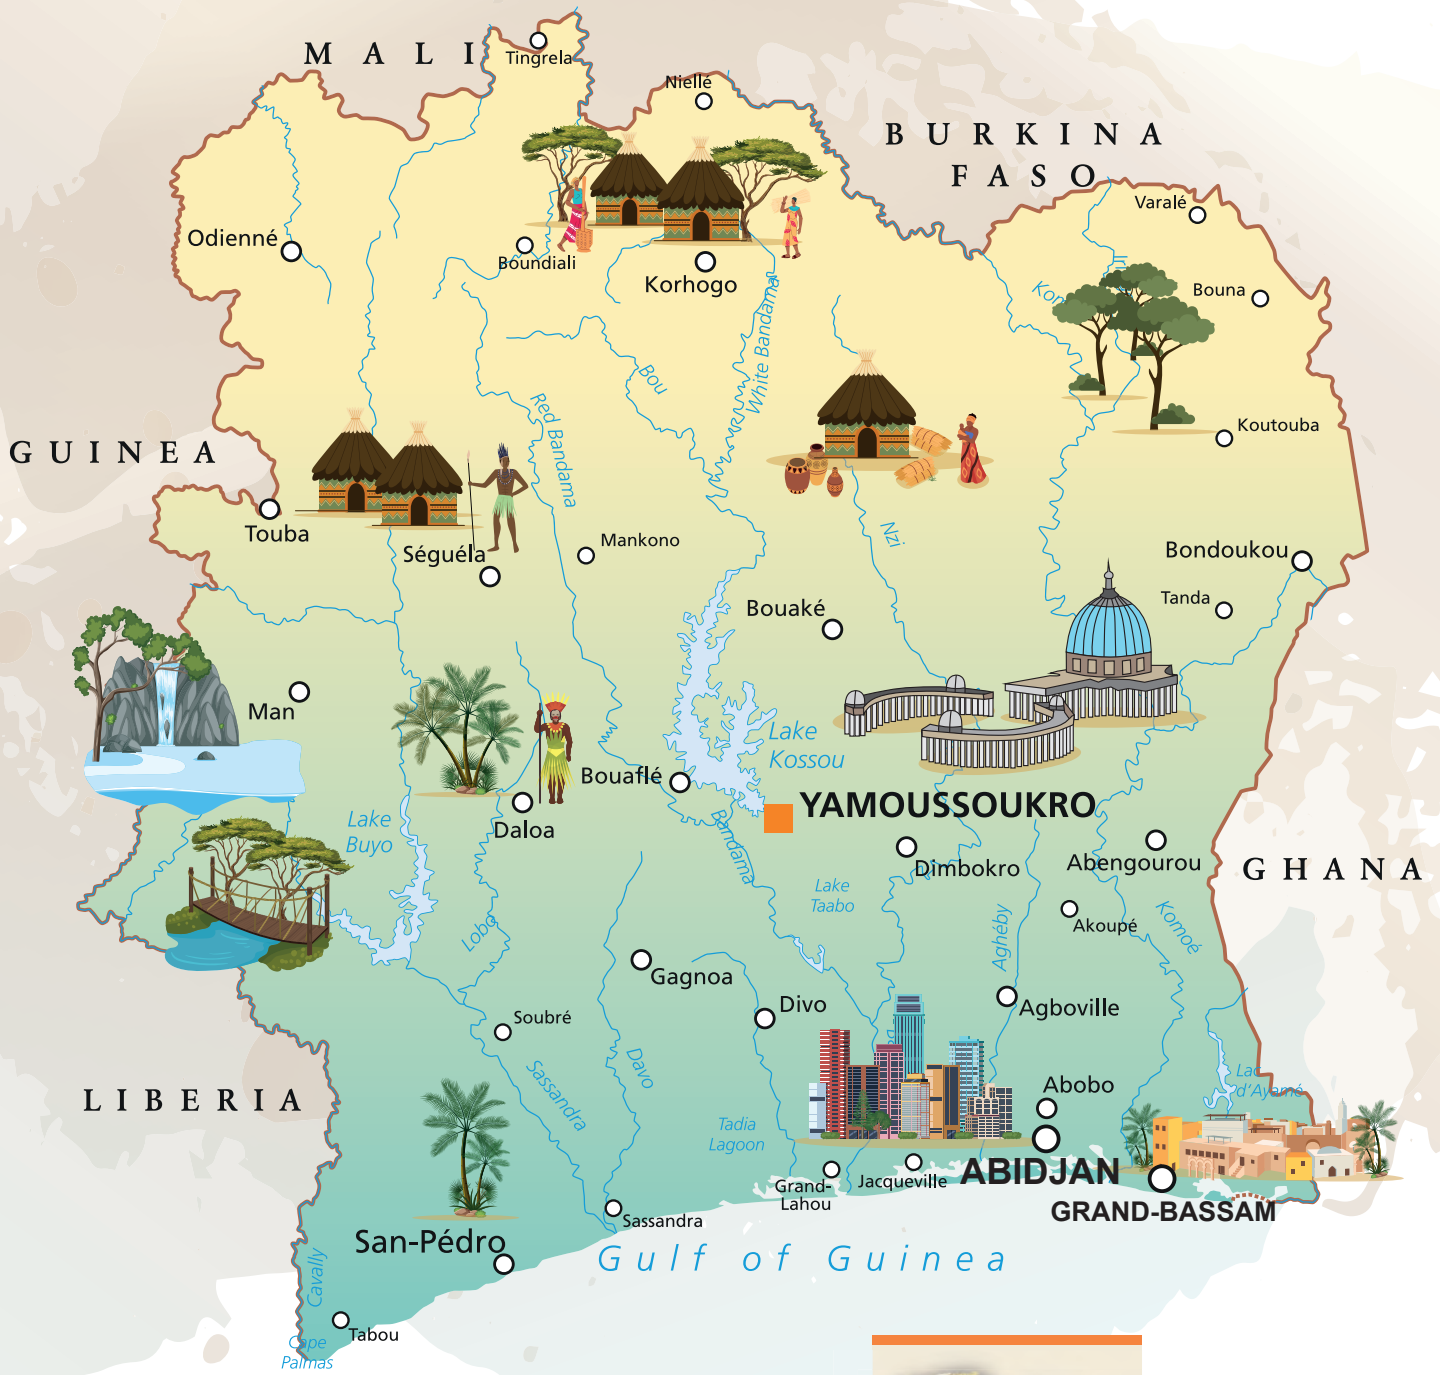 MALI
Tingrela
Niellé
BURKINA
FASO
Varalé
Odienné
Boundiali
Korhogo
Bouna
White Bandama
Bou
Red Bandama
Koutouba
GUINEA
Touba
Séguéla
Mankono
Nzi
Bondoukou
Bouaké
Tanda
Man
Lake
Kossou
Bouaflé
YAMOUSSOUKRO
Daloa
Lake
Buyo
Bandama
Dimbokro
Abengourou
GHANA
Lake
Taabo
Akoupé
Komoé
Lobo
Aghéby
Gagnoa
Divo
Agboville
Soubré
Davo
Sassandra
LIBERIA
Abobo
Lac
d'Ayamé
Tadia
Lagoon
ABIDJAN
Jacqueville
Grand-
Lahou
GRAND-BASSAM
Sassandra
San-Pédro
Gulf of Guinea
Cavally
Tabou
Cape
Palmas